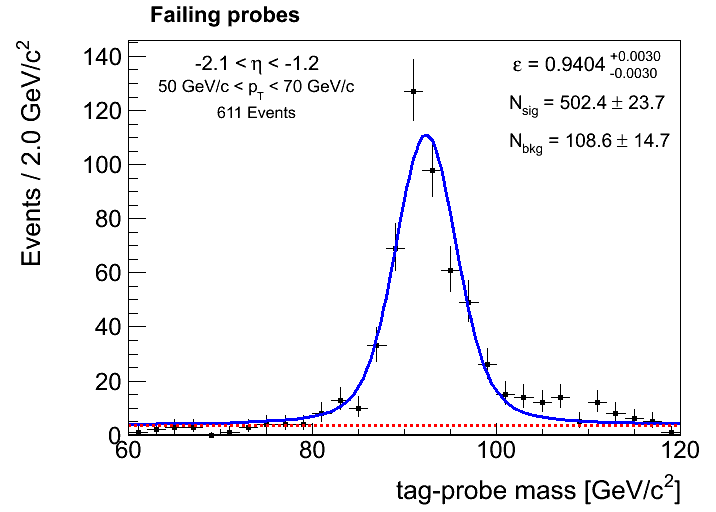 Failing probes
Events / 2.0 GeV/c²
140
120
100
80
60
40
20
0
-2.1 < η < -1.2
50 GeV/c < p_T < 70 GeV/c
611 Events
ε = 0.9404 +0.0030 -0.0030
N_sig = 502.4 ± 23.7
N_bkg = 108.6 ± 14.7
60 80 100 120
tag-probe mass [GeV/c²]